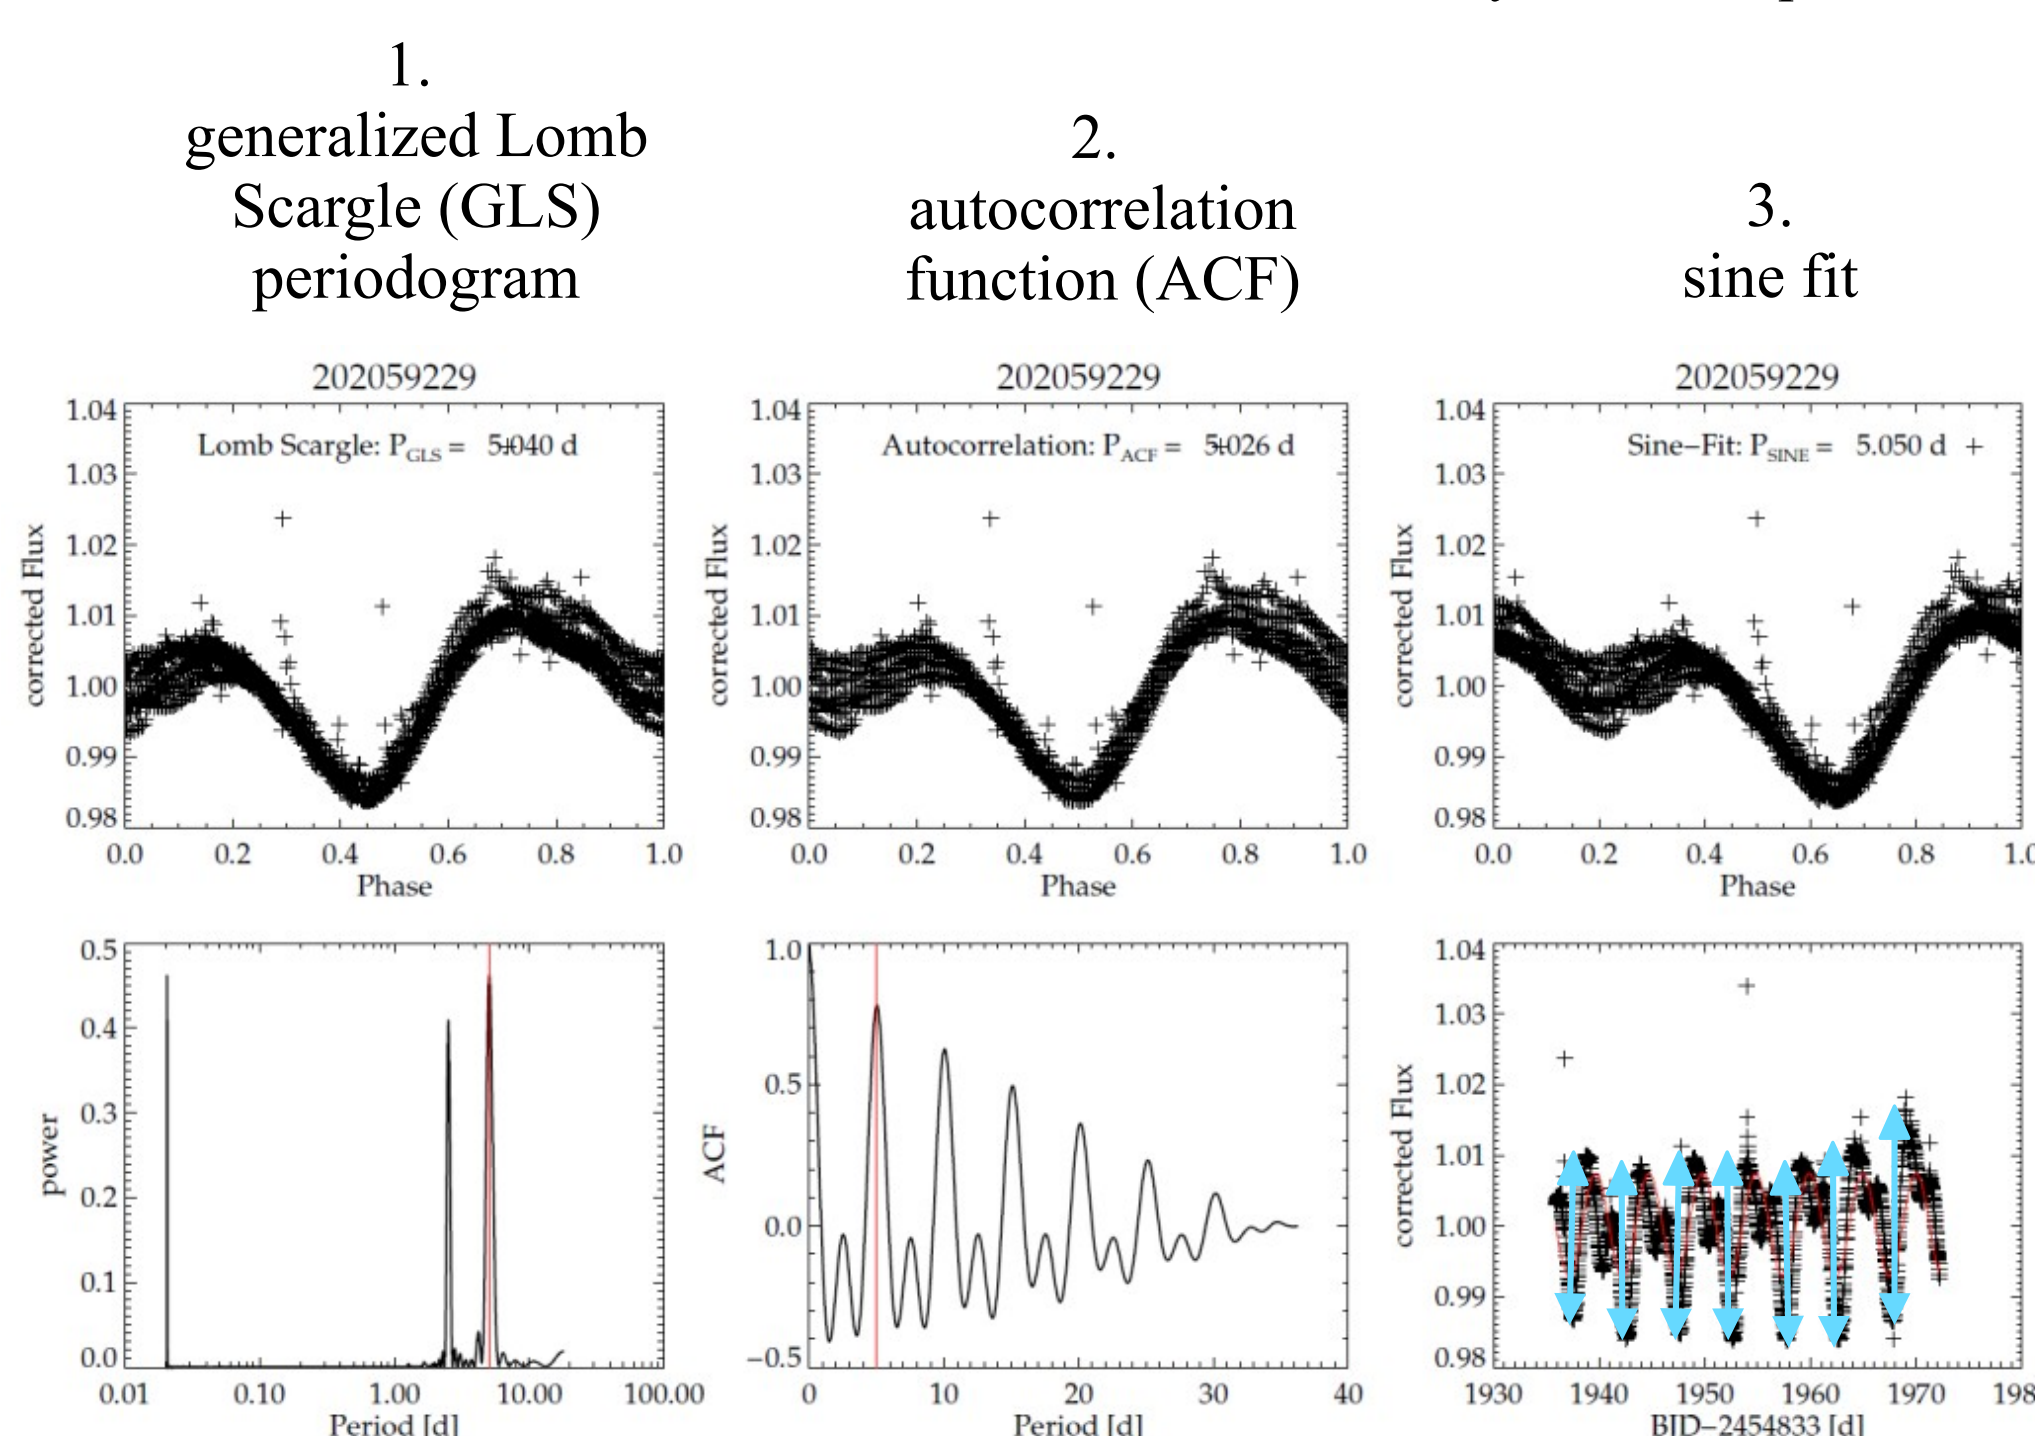 1.
generalized Lomb
Scargle (GLS)
periodogram
2.
autocorrelation
function (ACF)
3.
sine fit
202059229
1.04
1.03
1.02
1.01
1.00
0.99
0.98
corrected Flux
Lomb Scargle: P_GLS = 5.040 d
0.0 0.2 0.4 0.6 0.8 1.0
Phase
202059229
1.04
1.03
1.02
1.01
1.00
0.99
0.98
corrected Flux
Autocorrelation: P_ACF = 5.026 d
0.0 0.2 0.4 0.6 0.8 1.0
Phase
202059229
1.04
1.03
1.02
1.01
1.00
0.99
0.98
corrected Flux
Sine–Fit: P_SINE = 5.050 d
0.0 0.2 0.4 0.6 0.8 1.0
Phase
0.5
0.4
0.3
0.2
0.1
0.0
power
0.01 0.10 1.00 10.00 100.00
Period [d]
1.0
0.5
0.0
−0.5
ACF
0 10 20 30 40
Period [d]
1.04
1.03
1.02
1.01
1.00
0.99
0.98
corrected Flux
1930 1940 1950 1960 1970 198
BJD−2454833 [d]